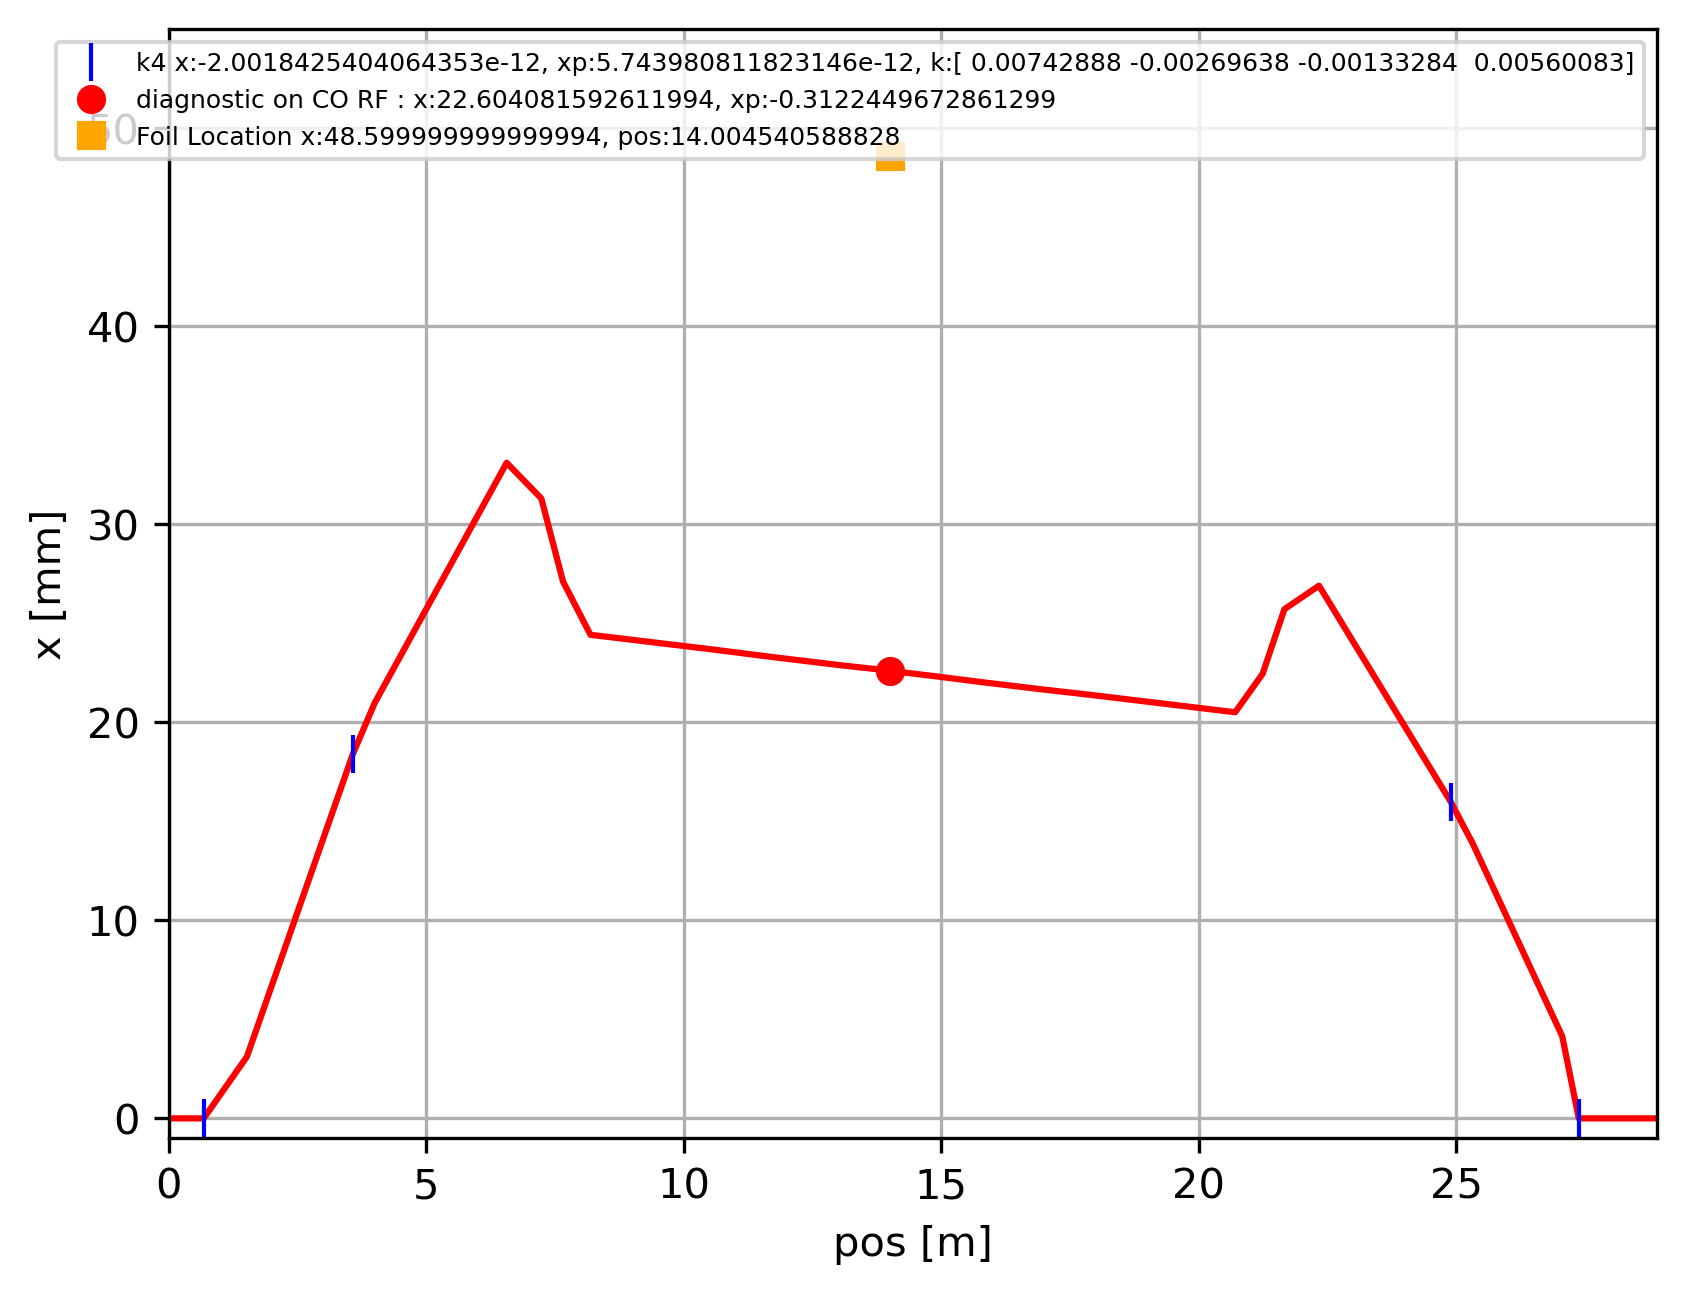 k4 x:-2.0018425404064353e-12, xp:5.743980811823146e-12, k:[ 0.00742888 -0.00269638 -0.00133284  0.00560083]
diagnostic on CO RF : x:22.604081592611994, xp:-0.3122449672861299
Foil Location x:48.599999999999994, pos:14.004540588828
50
40
30
20
10
0
x [mm]
0 5 10 15 20 25
pos [m]